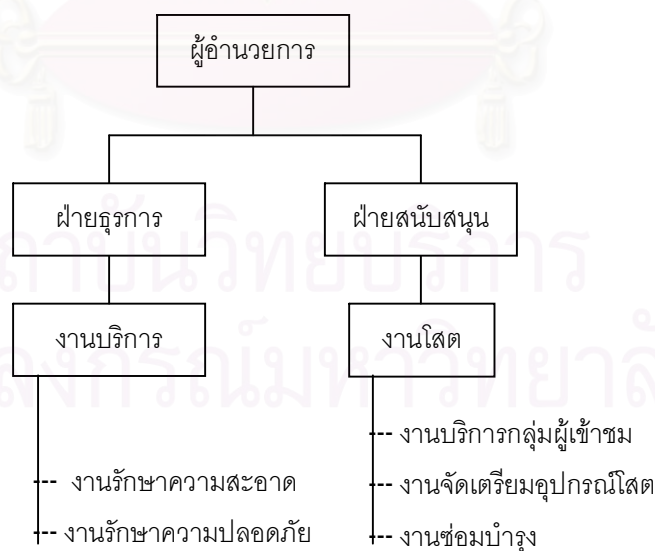 ผู้อำนวยการ
ฝ่ายธุรการ
ฝ่ายสนับสนุน
งานบริการ
งานโสต
--- งานบริการกลุ่มผู้เข้าชม
--- งานรักษาความสะอาด
--- งานจัดเตรียมอุปกรณ์โสต
--- งานรักษาความปลอดภัย
--- งานซ่อมบำรุง